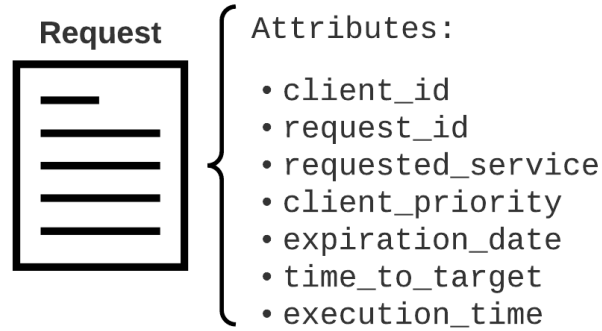 Request
Attributes:
• client_id
• request_id
• requested_service
• client_priority
• expiration_date
• time_to_target
• execution_time